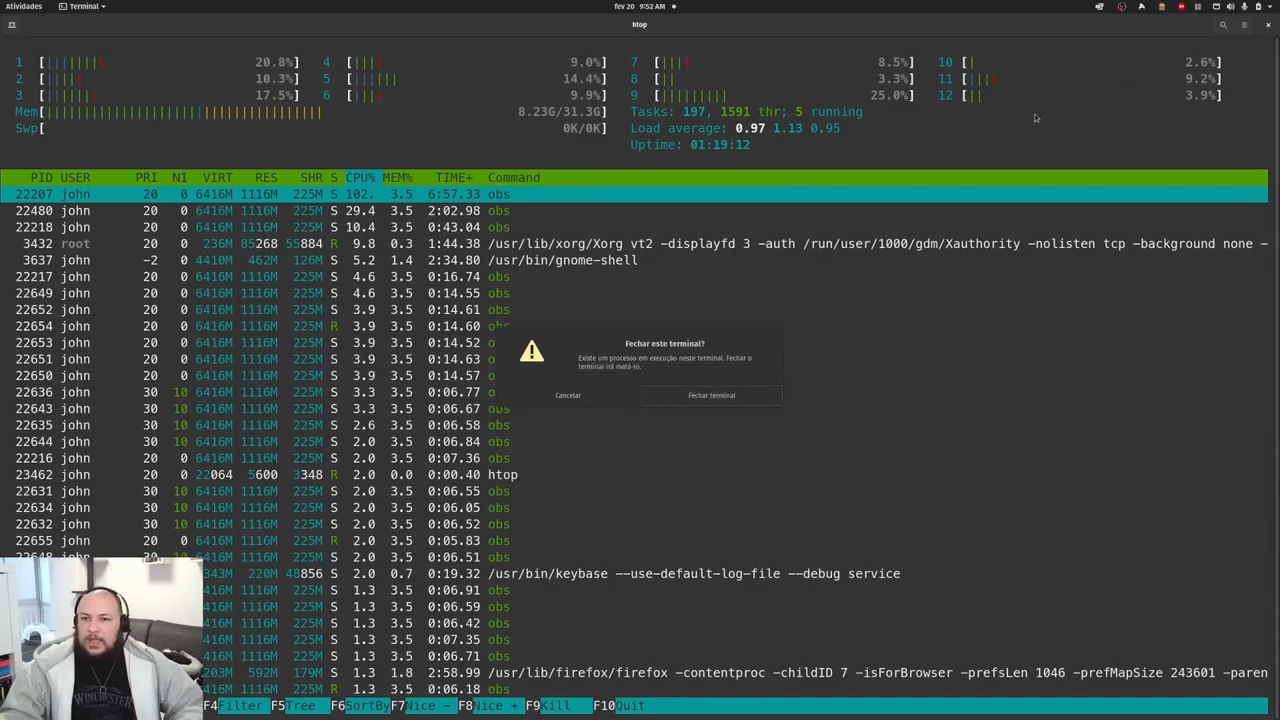 Atividades Terminal fev 20 9:52 AM
htop
1 [ 20.8%] 4 [ 9.0%] 7 [ 8.5%] 10 [ 2.6%]
2 [ 10.3%] 5 [ 14.4%] 8 [ 3.3%] 11 [ 9.2%]
3 [ 17.5%] 6 [ 9.9%] 9 [ 25.0%] 12 [ 3.9%]
Mem[ 8.23G/31.3G] Tasks: 197, 1591 thr; 5 running
Swp[ 0K/0K] Load average: 0.97 1.13 0.95
Uptime: 01:19:12
PID USER PRI NI VIRT RES SHR S CPU% MEM% TIME+ Command
22207 john 20 0 6416M 1116M 225M S 102. 3.5 6:57.33 obs
22480 john 20 0 6416M 1116M 225M S 29.4 3.5 2:02.98 obs
22218 john 20 0 6416M 1116M 225M S 10.4 3.5 0:43.04 obs
3432 root 20 0 236M 85268 55884 R 9.8 0.3 1:44.38 /usr/lib/xorg/Xorg vt2 -displayfd 3 -auth /run/user/1000/gdm/Xauthority -nolisten tcp -background none -
3637 john -2 0 4410M 462M 126M S 5.2 1.4 2:34.80 /usr/bin/gnome-shell
22217 john 20 0 6416M 1116M 225M S 4.6 3.5 0:16.74 obs
22649 john 20 0 6416M 1116M 225M S 4.6 3.5 0:14.55 obs
22652 john 20 0 6416M 1116M 225M S 3.9 3.5 0:14.61 obs
22654 john 20 0 6416M 1116M 225M R 3.9 3.5 0:14.60 obs
22653 john 20 0 6416M 1116M 225M S 3.9 3.5 0:14.52 o
22651 john 20 0 6416M 1116M 225M S 3.9 3.5 0:14.63 o
22650 john 20 0 6416M 1116M 225M S 3.9 3.5 0:14.57 o
22636 john 30 10 6416M 1116M 225M S 3.3 3.5 0:06.77 o
22643 john 30 10 6416M 1116M 225M S 3.3 3.5 0:06.67 obs
22635 john 30 10 6416M 1116M 225M S 2.6 3.5 0:06.58 obs
22644 john 30 10 6416M 1116M 225M S 2.0 3.5 0:06.84 obs
22216 john 20 0 6416M 1116M 225M S 2.0 3.5 0:07.36 obs
23462 john 20 0 22064 5600 3348 R 2.0 0.0 0:00.40 htop
22631 john 30 10 6416M 1116M 225M S 2.0 3.5 0:06.55 obs
22634 john 30 10 6416M 1116M 225M S 2.0 3.5 0:06.05 obs
22632 john 30 10 6416M 1116M 225M S 2.0 3.5 0:06.52 obs
22655 john 20 0 6416M 1116M 225M R 2.0 3.5 0:05.83 obs
22648 john 30 10 6416M 1116M 225M S 2.0 3.5 0:06.51 obs
343M 220M 48856 S 2.0 0.7 0:19.32 /usr/bin/keybase --use-default-log-file --debug service
416M 1116M 225M S 1.3 3.5 0:06.91 obs
416M 1116M 225M S 1.3 3.5 0:06.59 obs
416M 1116M 225M S 1.3 3.5 0:06.42 obs
416M 1116M 225M S 1.3 3.5 0:07.35 obs
416M 1116M 225M S 1.3 3.5 0:06.71 obs
203M 592M 179M S 1.3 1.8 2:58.99 /usr/lib/firefox/firefox -contentproc -childID 7 -isForBrowser -prefsLen 1046 -prefMapSize 243601 -paren
416M 1116M 225M R 1.3 3.5 0:06.18 obs
F4Filter F5Tree F6SortByF7Nice -F8Nice +F9Kill F10Quit
Fechar este terminal?
Existe um processo em execução neste terminal. Fechar o
terminal irá matá-lo.
Cancelar Fechar terminal
WINCHESTER